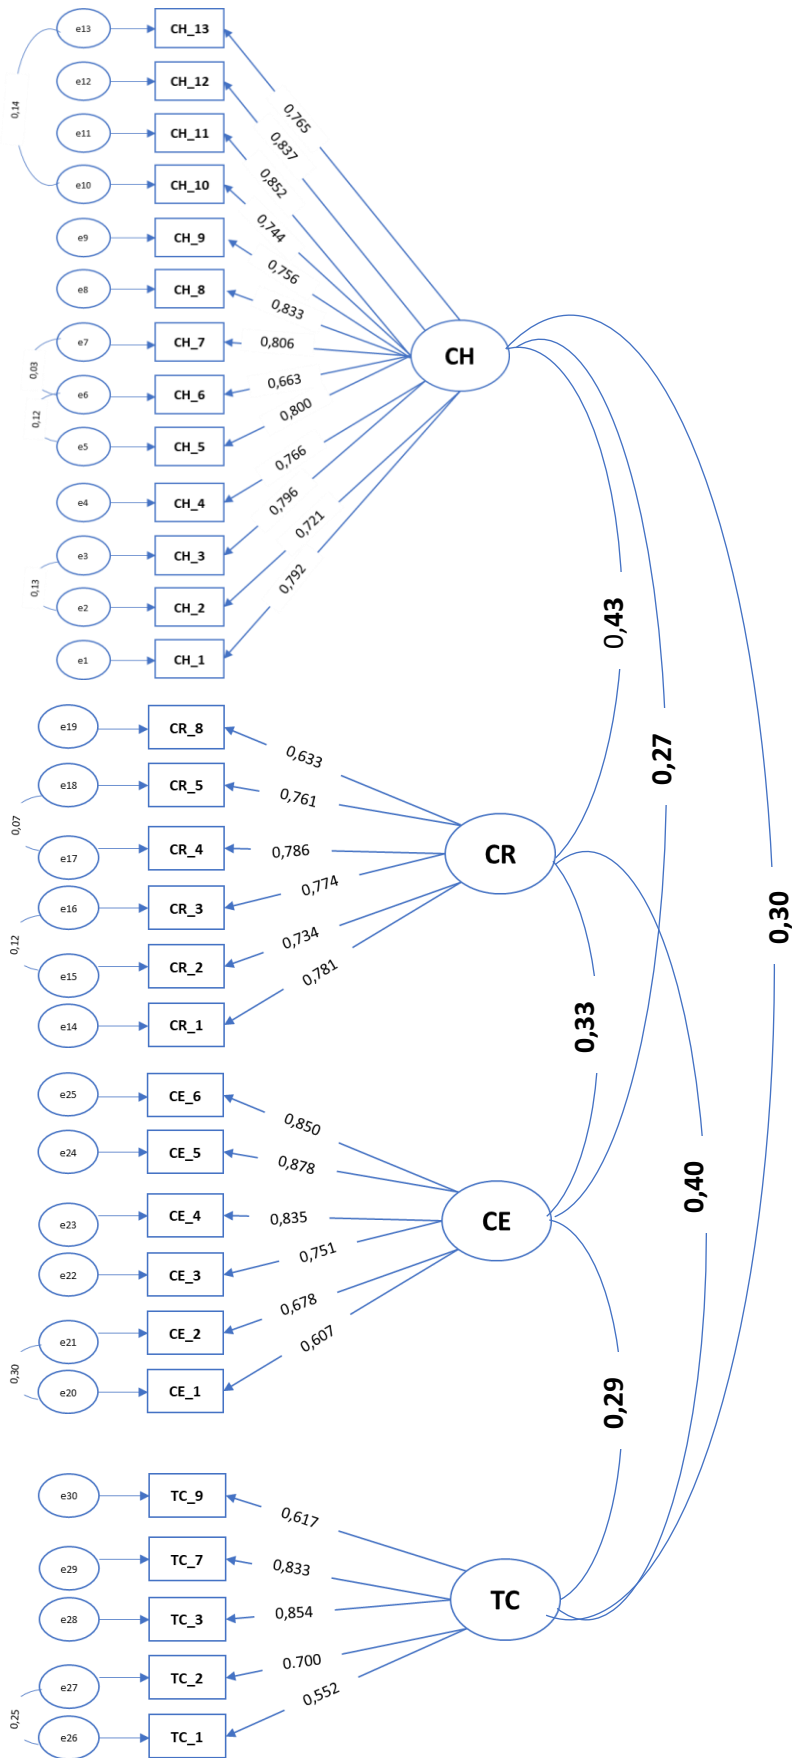 e13 CH_13
0,765
e12 CH_12
0,14
0,837
e11 CH_11
0,852
e10 CH_10
0,744
e9 CH_9
0,756
e8 CH_8
0,833
e7 CH_7 0,806
CH
0,03
0,663
e6 CH_6
0,12
0,800
e5 CH_5
0,766
e4 CH_4
0,796
0,721
e3 CH_3
0,13
0,792
e2 CH_2
0,43
e1 CH_1
e19 CR_8
0,633
0,27
e18 CR_5
0,761
0,07
e17 CR_4 0,786
CR
0,774
e16 CR_3
0,30
0,12
0,734
e15 CR_2
0,781
e14 CR_1
0,33
e25 CE_6
0,850
e24 CE_5
0,878
0,40
e23 CE_4 0,835
CE
0,751
e22 CE_3
0,678
e21 CE_2
0,607
0,30
e20 CE_1
0,29
e30 TC_9
0,617
e29 TC_7
0,833
TC
e28 TC_3 0,854
0.700
e27 TC_2
0,552
0,25
e26 TC_1